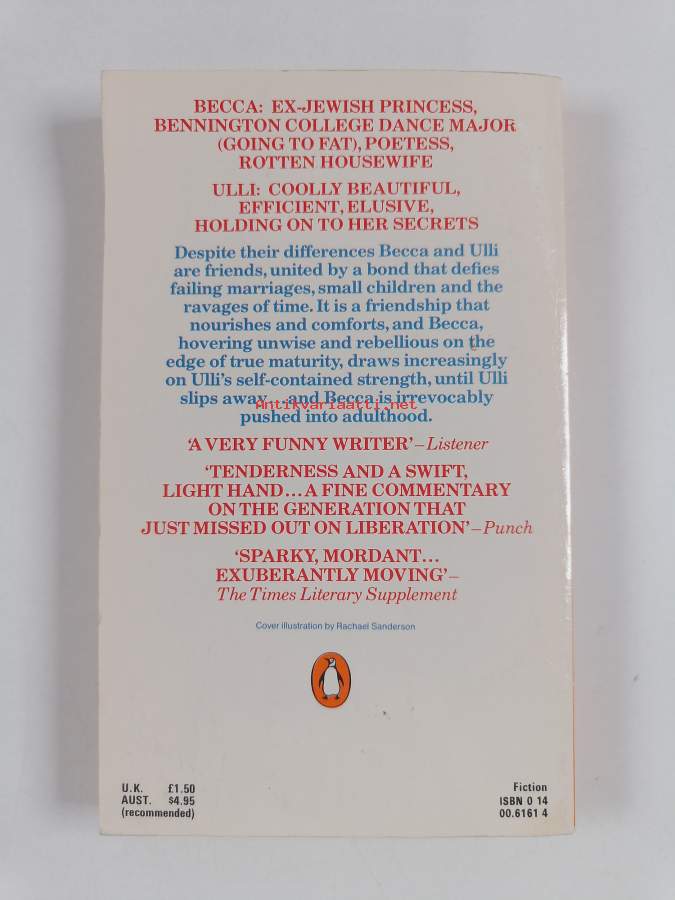 BECCA: EX-JEWISH PRINCESS,
BENNINGTON COLLEGE DANCE MAJOR
(GOING TO FAT), POETESS,
ROTTEN HOUSEWIFE
ULLI: COOLLY BEAUTIFUL,
EFFICIENT, ELUSIVE,
HOLDING ON TO HER SECRETS
Despite their differences Becca and Ulli
are friends, united by a bond that defies
failing marriages, small children and the
ravages of time. It is a friendship that
nourishes and comforts, and Becca,
hovering unwise and rebellious on the
edge of true maturity, draws increasingly
on Ulli's self-contained strength, until Ulli
slips away... and Becca is irrevocably
Antikvariaatti.net
pushed into adulthood.
‘A VERY FUNNY WRITER’ – Listener
‘TENDERNESS AND A SWIFT,
LIGHT HAND... A FINE COMMENTARY
ON THE GENERATION THAT
JUST MISSED OUT ON LIBERATION’ – Punch
‘SPARKY, MORDANT...
EXUBERANTLY MOVING’ –
The Times Literary Supplement
Cover illustration by Rachael Sanderson
U.K. £1.50
AUST. $4.95
(recommended)
Fiction
ISBN 0 14
00.6161 4